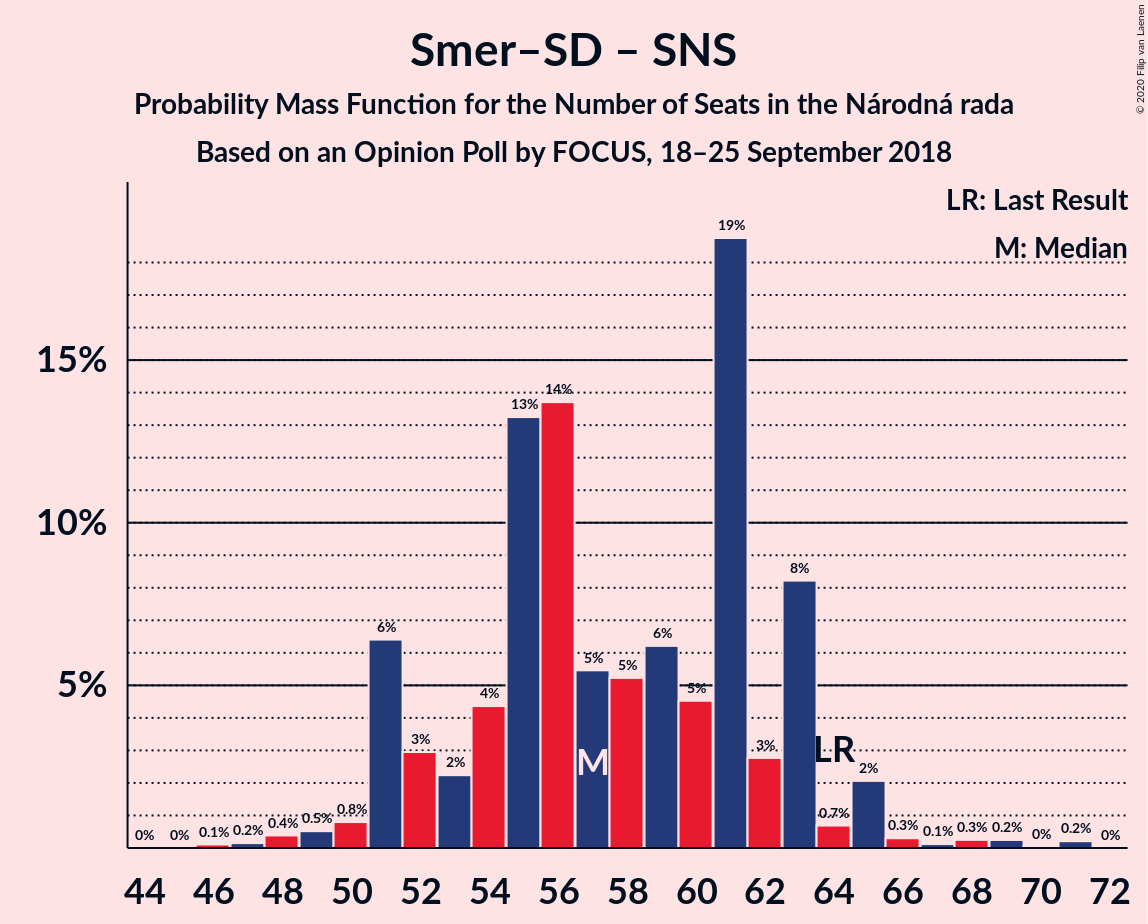 Smer–SD – SNS
Probability Mass Function for the Number of Seats in the Národná rada
Based on an Opinion Poll by FOCUS, 18–25 September 2018
© 2020 Filip van Laenen
LR: Last Result
M: Median
15%
10%
5%
0% 0% 0.1% 0.2% 0.4% 0.5% 0.8% 6% 3% 2% 4% 13% 14% 5% 5% 6% 5% 19% 3% 8% 0.7% 2% 0.3% 0.1% 0.3% 0.2% 0% 0.2% 0%
M
LR
44 46 48 50 52 54 56 58 60 62 64 66 68 70 72